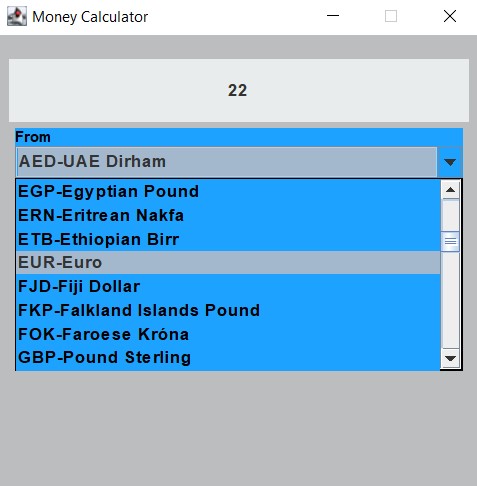 Money Calculator
22
From
AED-UAE Dirham
EGP-Egyptian Pound
ERN-Eritrean Nakfa
ETB-Ethiopian Birr
EUR-Euro
FJD-Fiji Dollar
FKP-Falkland Islands Pound
FOK-Faroese Króna
GBP-Pound Sterling